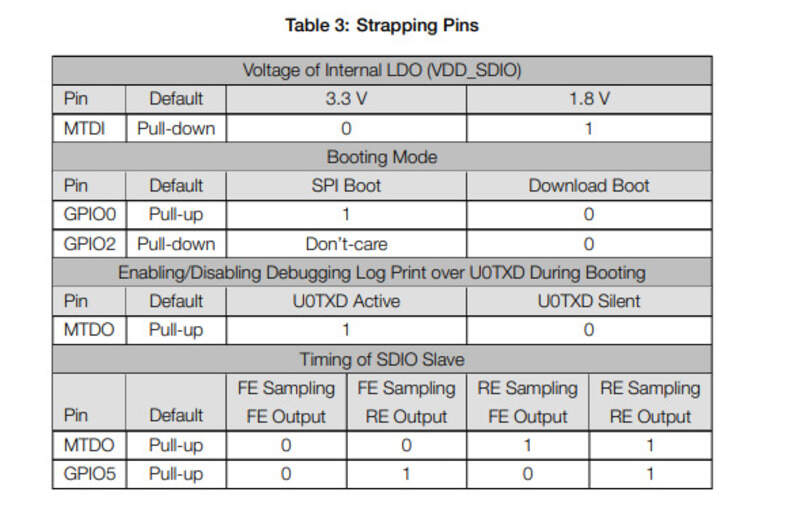 Table 3: Strapping Pins
Voltage of Internal LDO (VDD_SDIO)
Pin Default 3.3 V 1.8 V
MTDI Pull-down 0 1
Booting Mode
Pin Default SPI Boot Download Boot
GPIO0 Pull-up 1 0
GPIO2 Pull-down Don't-care 0
Enabling/Disabling Debugging Log Print over U0TXD During Booting
Pin Default U0TXD Active U0TXD Silent
MTDO Pull-up 1 0
Timing of SDIO Slave
FE Sampling FE Sampling RE Sampling RE Sampling
Pin Default FE Output RE Output FE Output RE Output
MTDO Pull-up 0 0 1 1
GPIO5 Pull-up 0 1 0 1